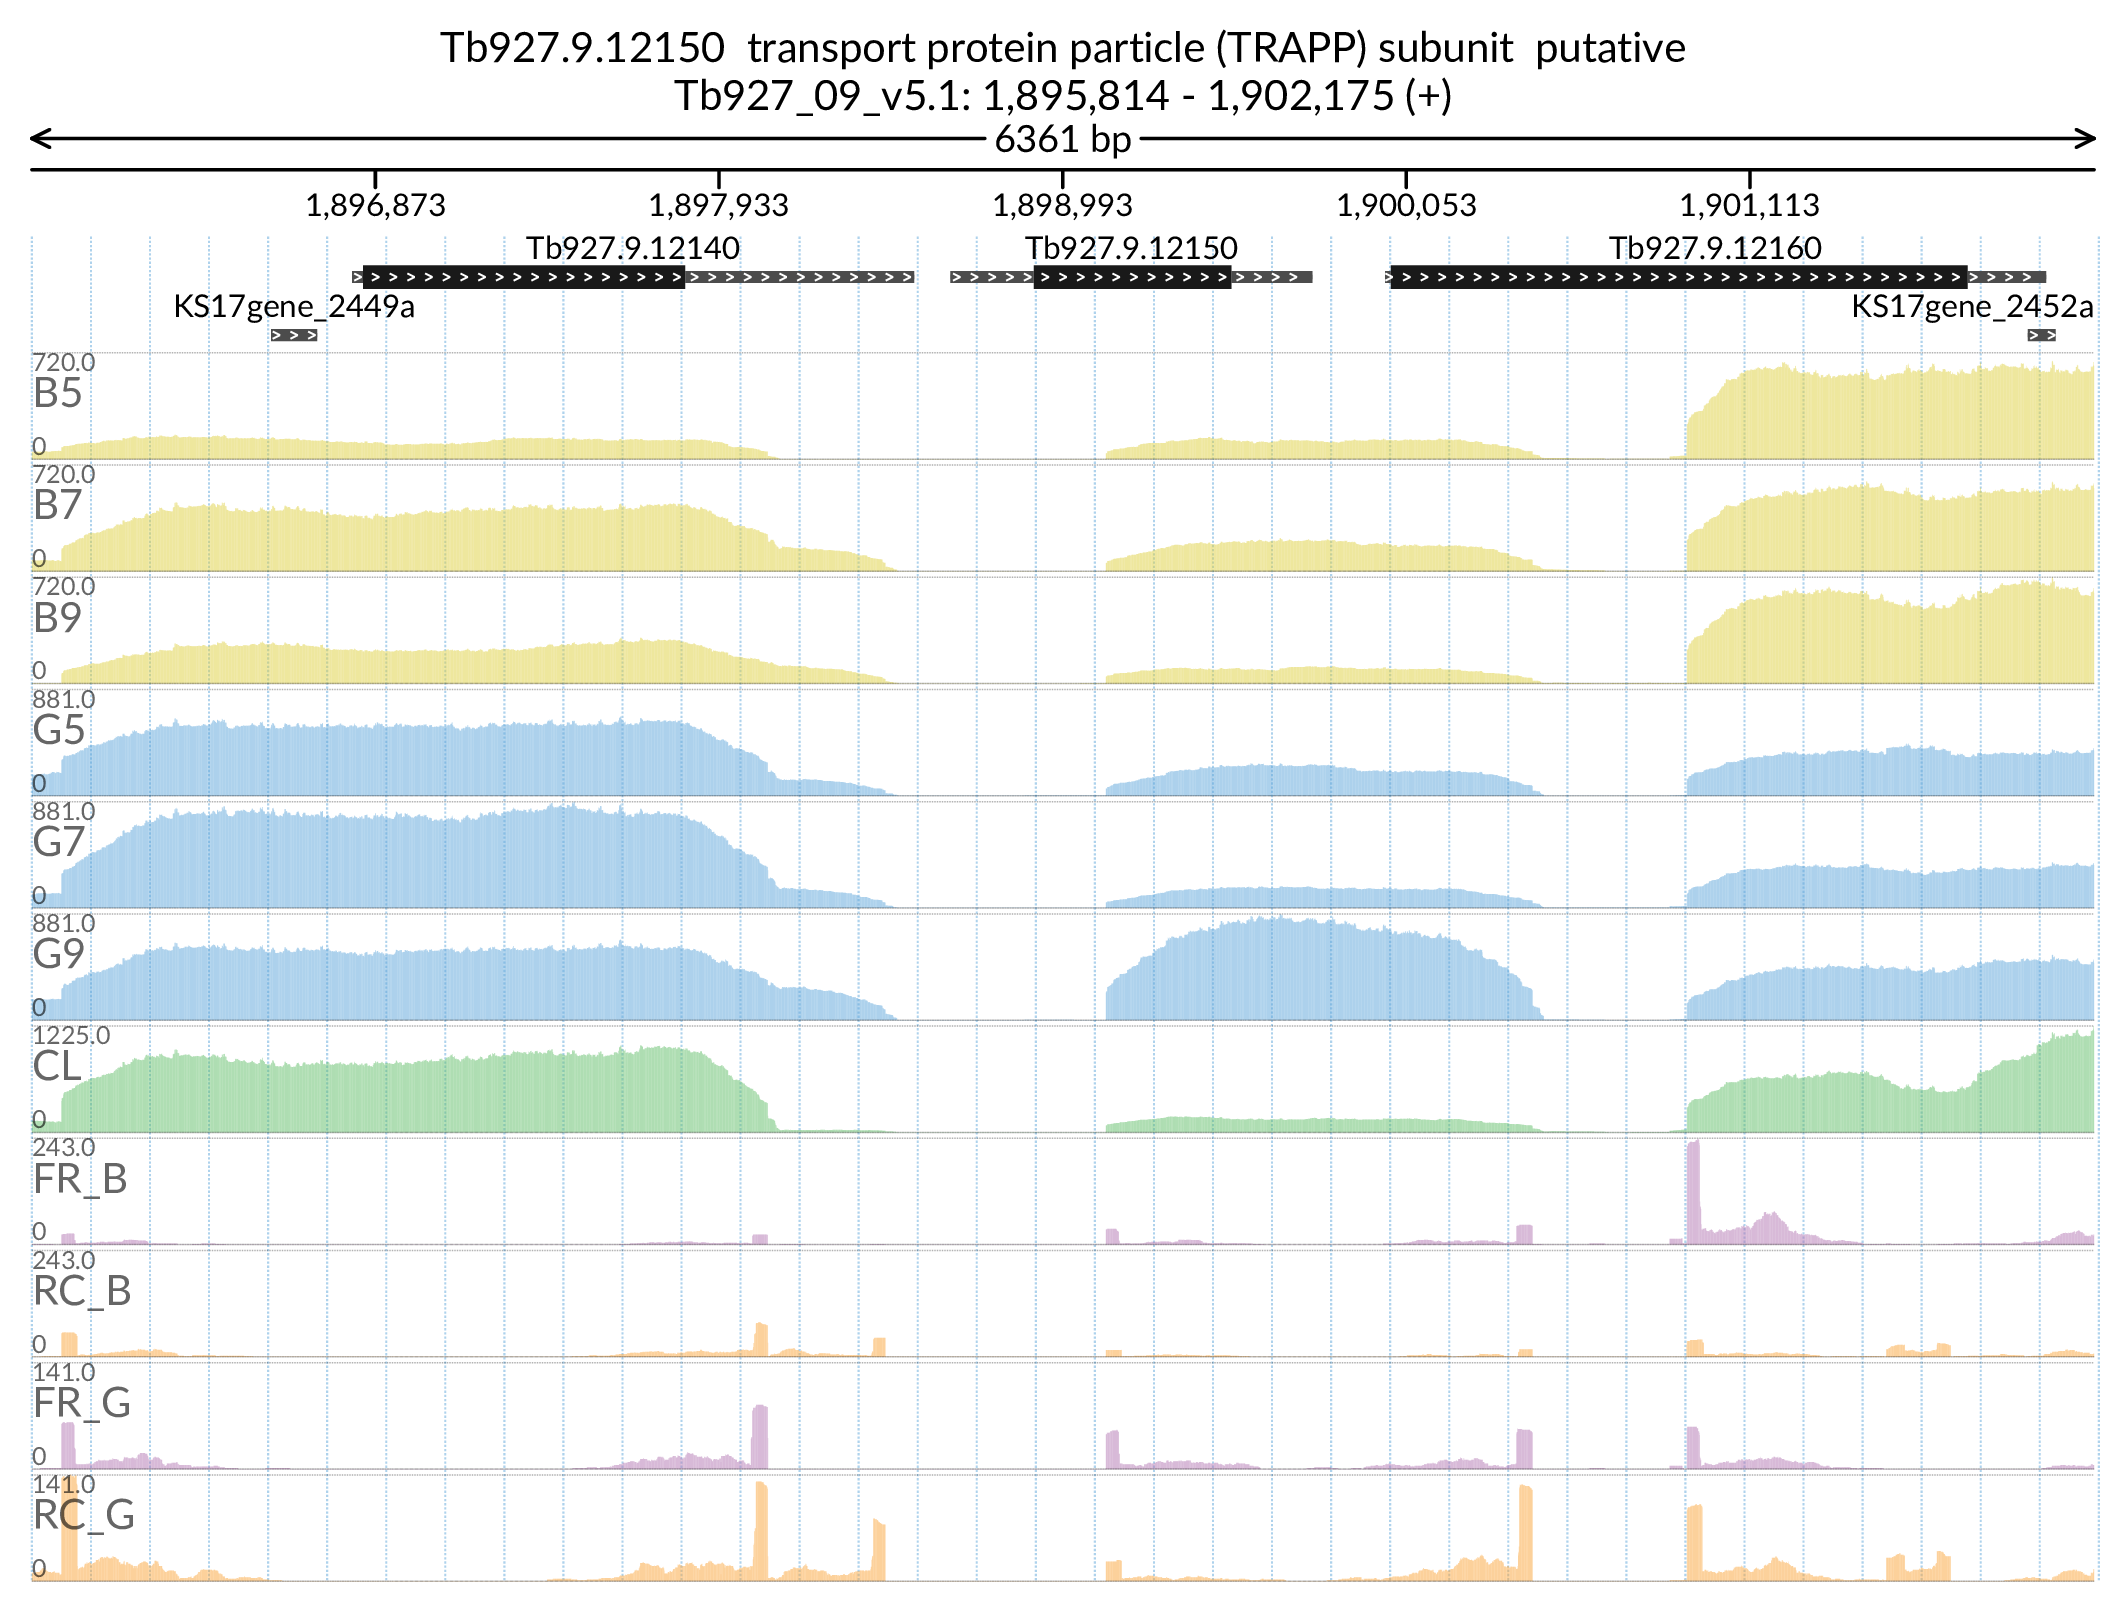 Tb927.9.12150 transport protein particle (TRAPP) subunit putative
Tb927_09_v5.1: 1,895,814 - 1,902,175 (+)
6361 bp
1,896,873 1,897,933 1,898,993 1,900,053 1,901,113
Tb927.9.12140 Tb927.9.12150 Tb927.9.12160
KS17gene_2449a KS17gene_2452a
720.0
B5
0
720.0
B7
0
720.0
B9
0
881.0
G5
0
881.0
G7
0
881.0
G9
0
1225.0
CL
0
243.0
FR_B
0
243.0
RC_B
0
141.0
FR_G
0
141.0
RC_G
0